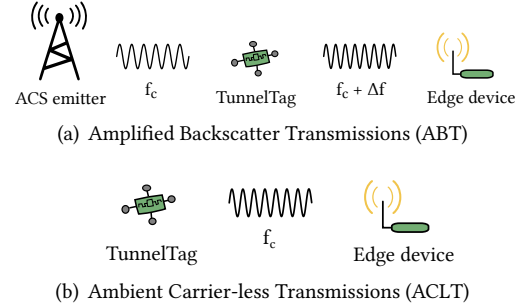 f_c f_c + Δf
ACS emitter TunnelTag Edge device
(a) Amplified Backscatter Transmissions (ABT)
f_c
TunnelTag Edge device
(b) Ambient Carrier-less Transmissions (ACLT)